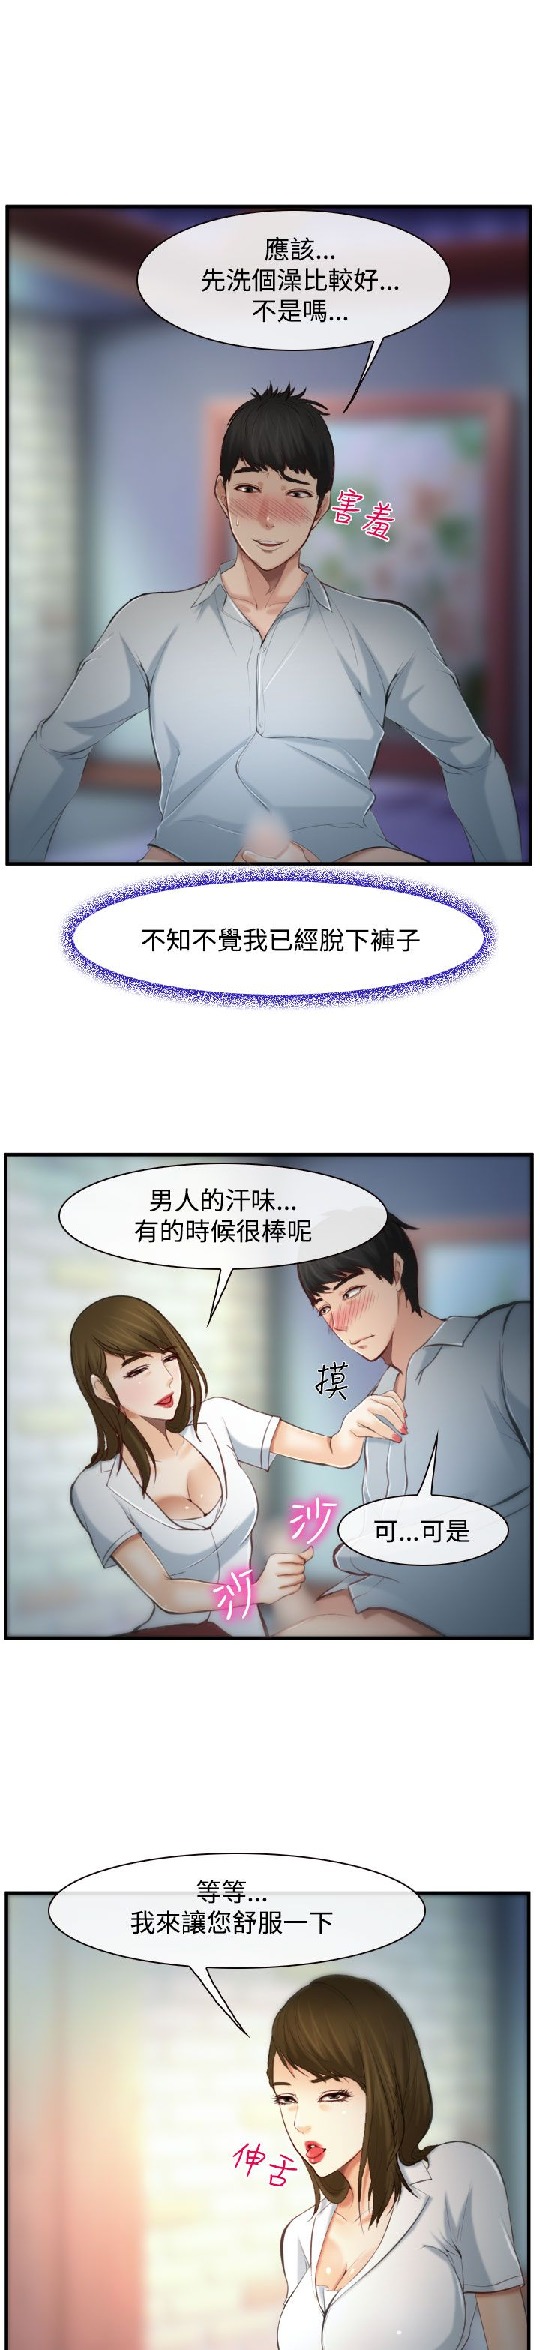 應該...
先洗個澡比較好...
不是嗎...
害羞
不知不覺我已經脫下褲子
男人的汗味...
有的時候很棒呢
摸
沙
可...可是
沙
等等...
我來讓您舒服一下
伸舌